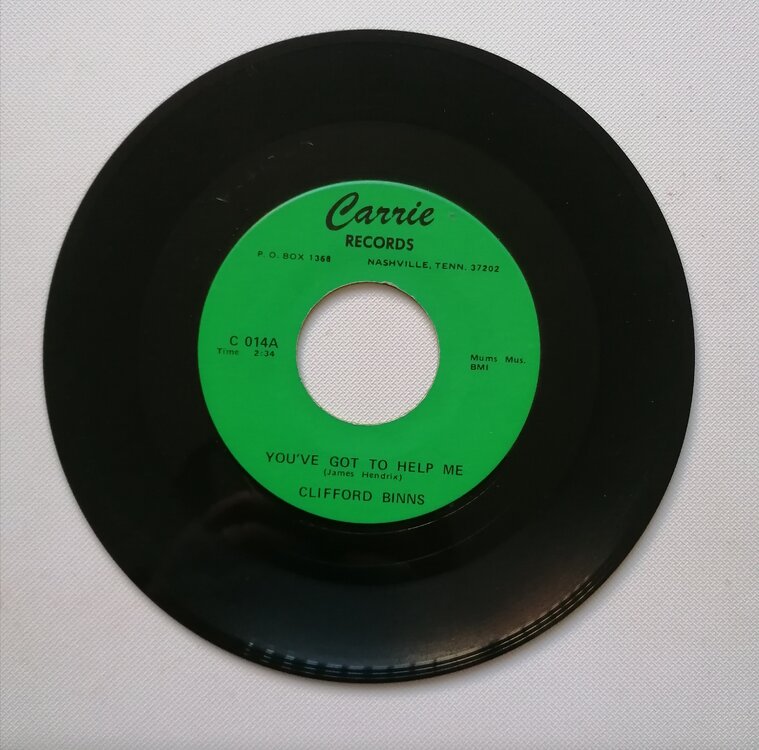 Carrie
RECORDS
P. O. BOX 1368 NASHVILLE, TENN. 37202
C 014A
Time 2:34
Mums Mus.
BMI
YOU'VE GOT TO HELP ME
(James Hendrix)
CLIFFORD BINNS